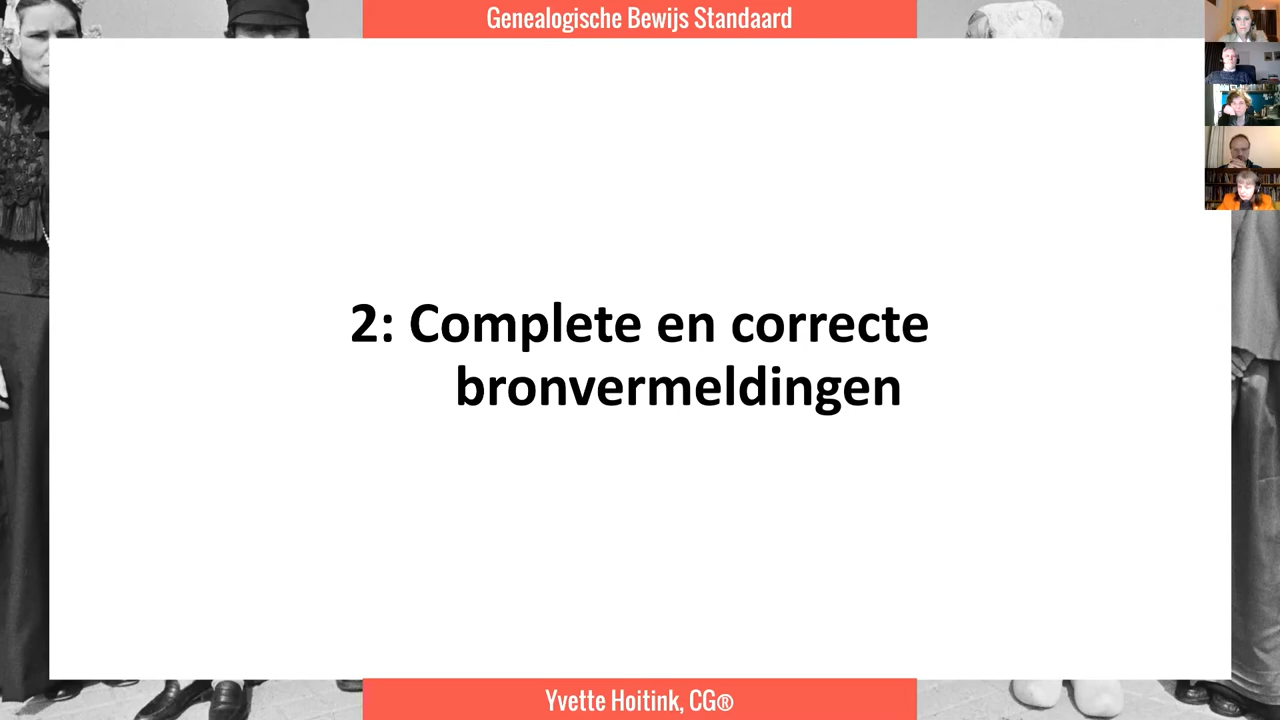 Genealogische Bewijs Standaard
2: Complete en correcte
bronvermeldingen
Yvette Hoitink, CG®